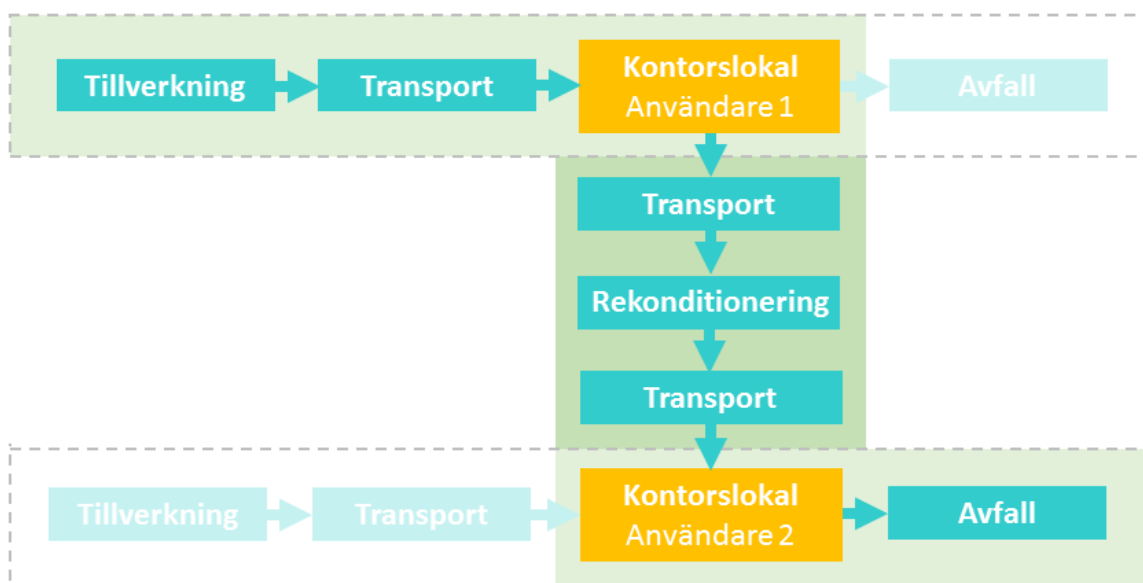 Tillverkning
Transport
Kontorslokal
Användare 1
Avfall
Transport
Rekonditionering
Transport
Tillverkning
Transport
Kontorslokal
Användare 2
Avfall